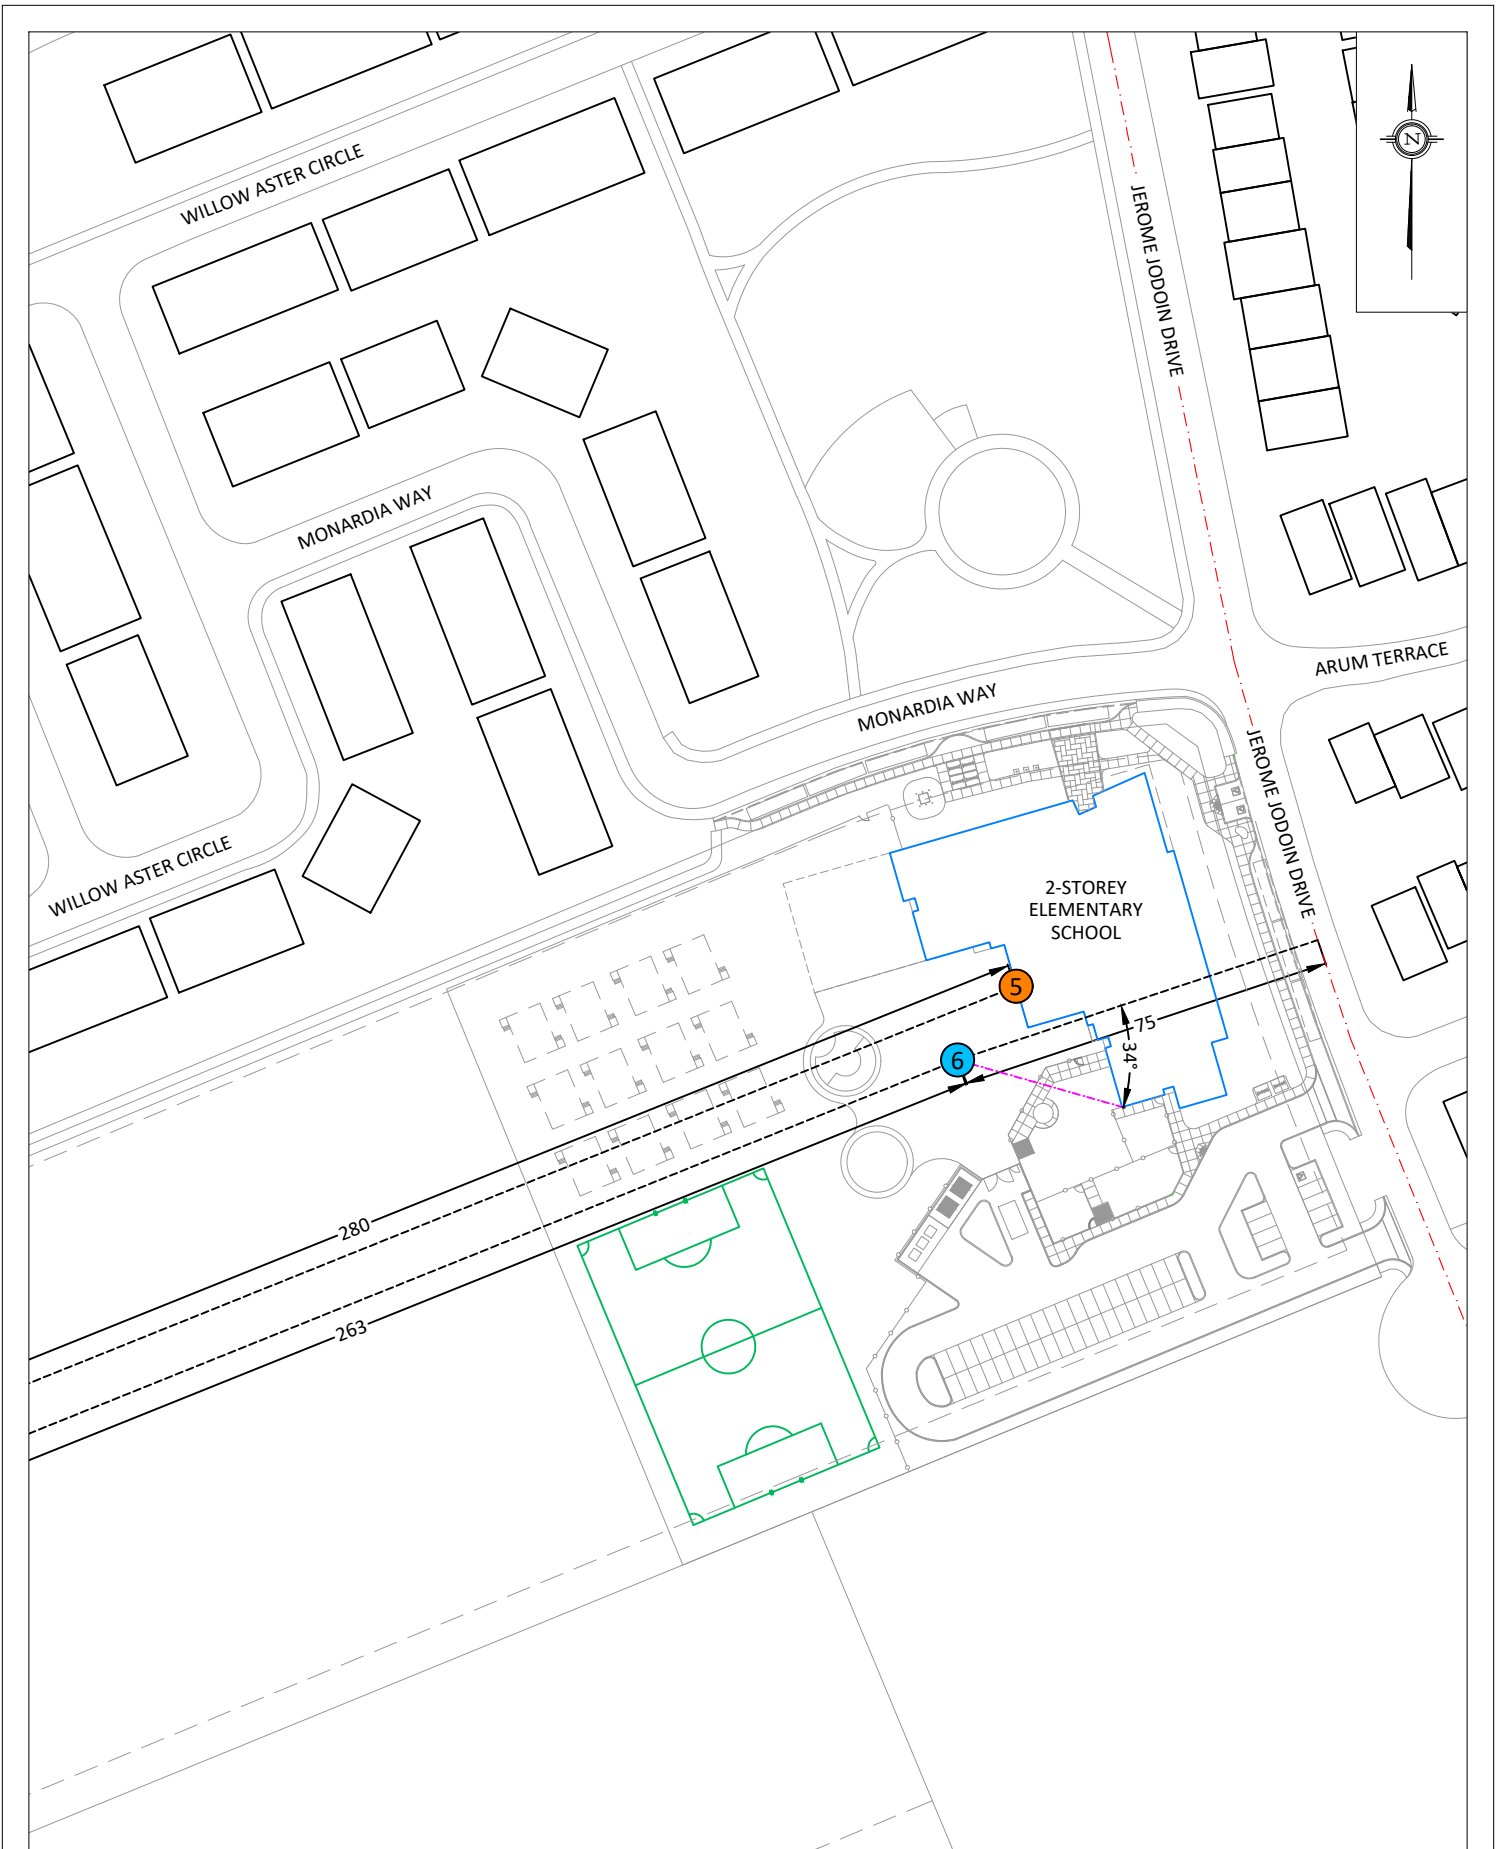 WILLOW ASTER CIRCLE
N
JEROME JODOIN DRIVE
MONARDIA WAY
ARUM TERRACE
MONARDIA WAY
JEROME JODOIN DRIVE
WILLOW ASTER CIRCLE
2-STOREY
ELEMENTARY
SCHOOL
5
75
34°
6
280
263